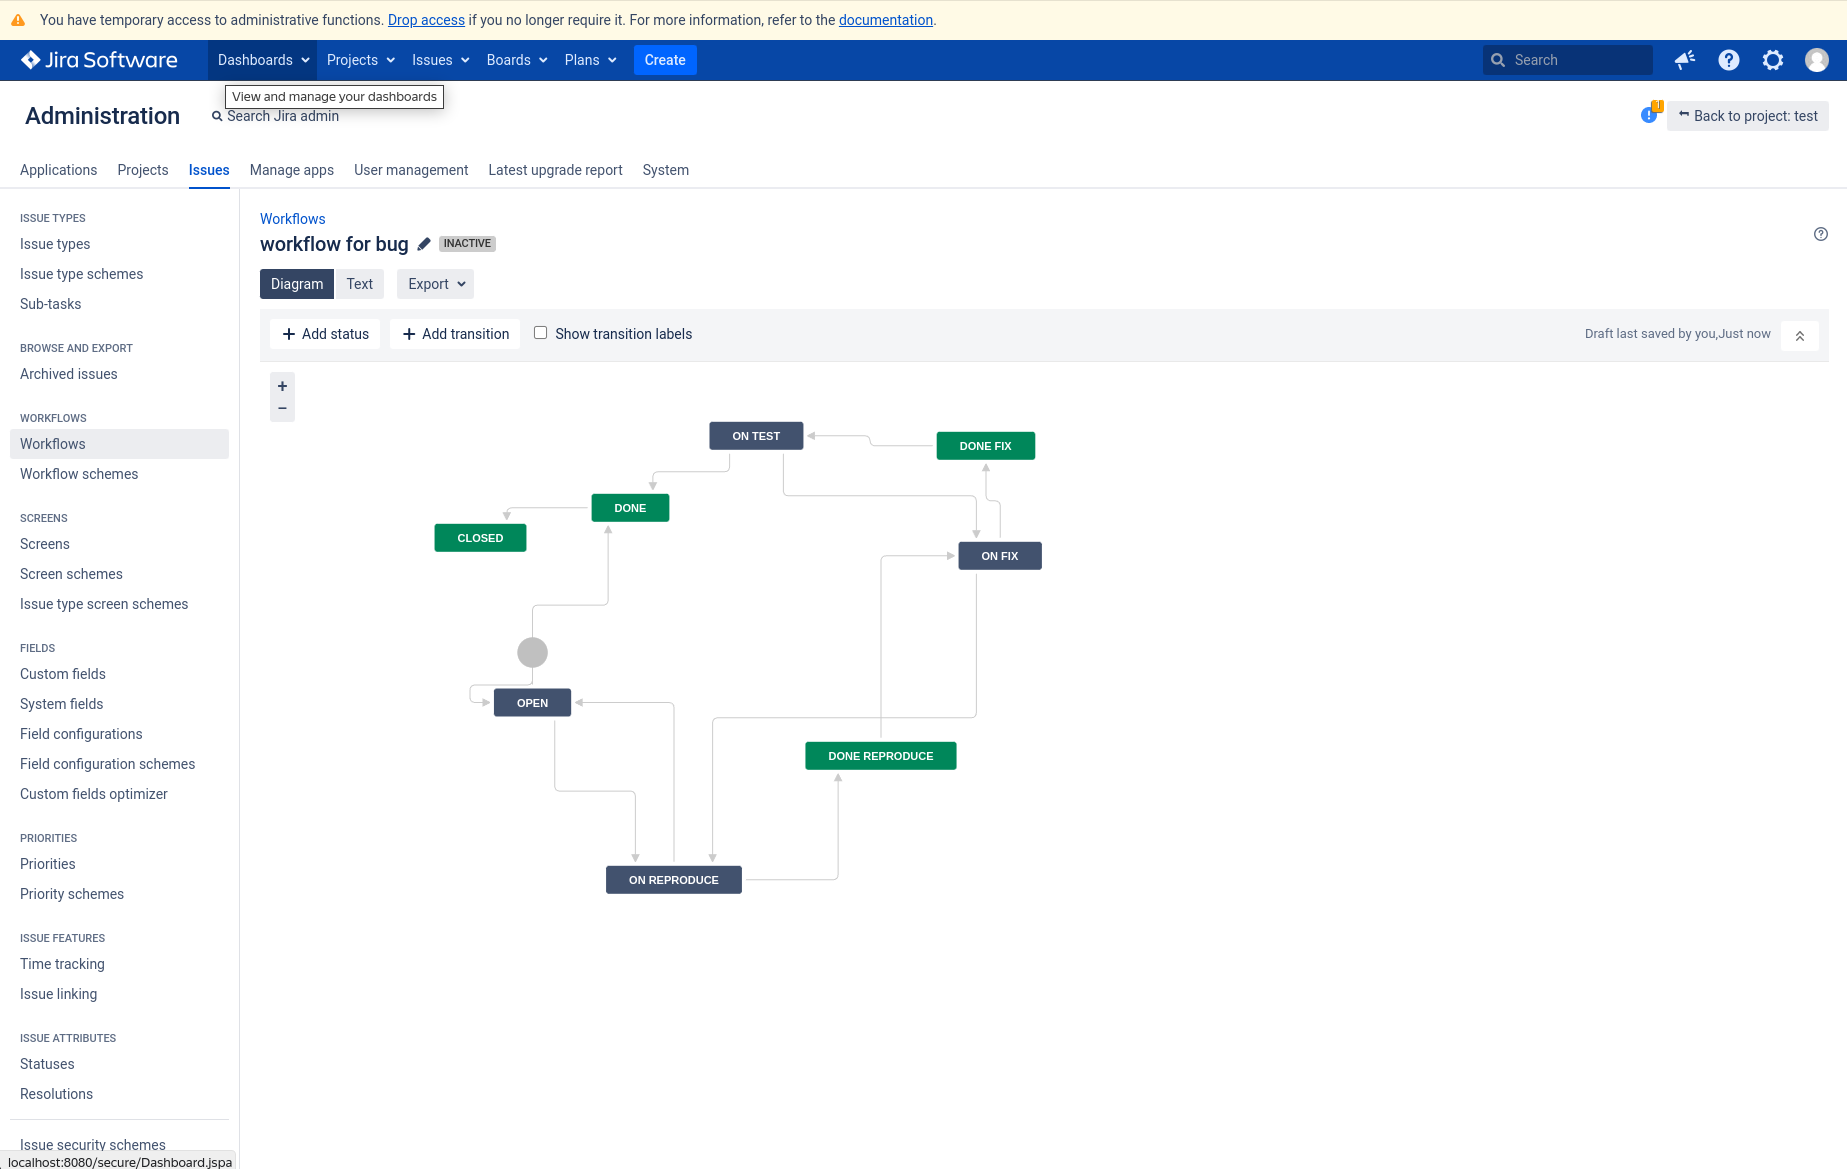 You have temporary access to administrative functions. Drop access if you no longer require it. For more information, refer to the documentation.
Jira Software Dashboards Projects Issues Boards Plans Create Search
View and manage your dashboards
Administration Search Jira admin Back to project: test
Applications Projects Issues Manage apps User management Latest upgrade report System
ISSUE TYPES
Issue types
Issue type schemes
Sub-tasks
BROWSE AND EXPORT
Archived issues
WORKFLOWS
Workflows
Workflow schemes
SCREENS
Screens
Screen schemes
Issue type screen schemes
FIELDS
Custom fields
System fields
Field configurations
Field configuration schemes
Custom fields optimizer
PRIORITIES
Priorities
Priority schemes
ISSUE FEATURES
Time tracking
Issue linking
ISSUE ATTRIBUTES
Statuses
Resolutions
Issue security schemes
localhost:8080/secure/Dashboard.jspa
Workflows
workflow for bug INACTIVE
Diagram Text Export
+ Add status + Add transition Show transition labels Draft last saved by you,Just now
+
−
ON TEST
DONE FIX
DONE
CLOSED
ON FIX
OPEN
DONE REPRODUCE
ON REPRODUCE